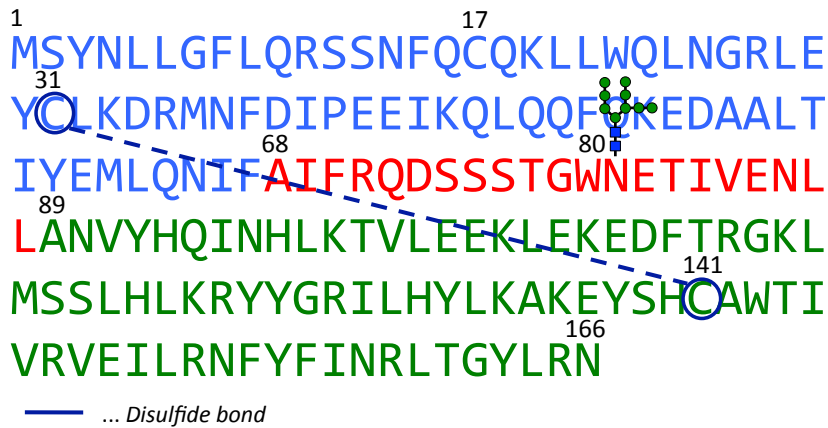 1 17
MSYNLLGFLQRSSNFQCQKLLWQLNGRLE
31
YCLKDRMNFDIPEEIKQLQQFQKEDAALT
68 80
IYEMLQNIFAIFRQDSSSTGWNETIVENL
89
LANVYHQINHLKTVLEEKLEKEDFTRGKL
141
MSSLHLKRYYGRILHYLKAKEYSHCAWTI
166
VRVEILRNFYFINRLTGYLRN
... Disulfide bond